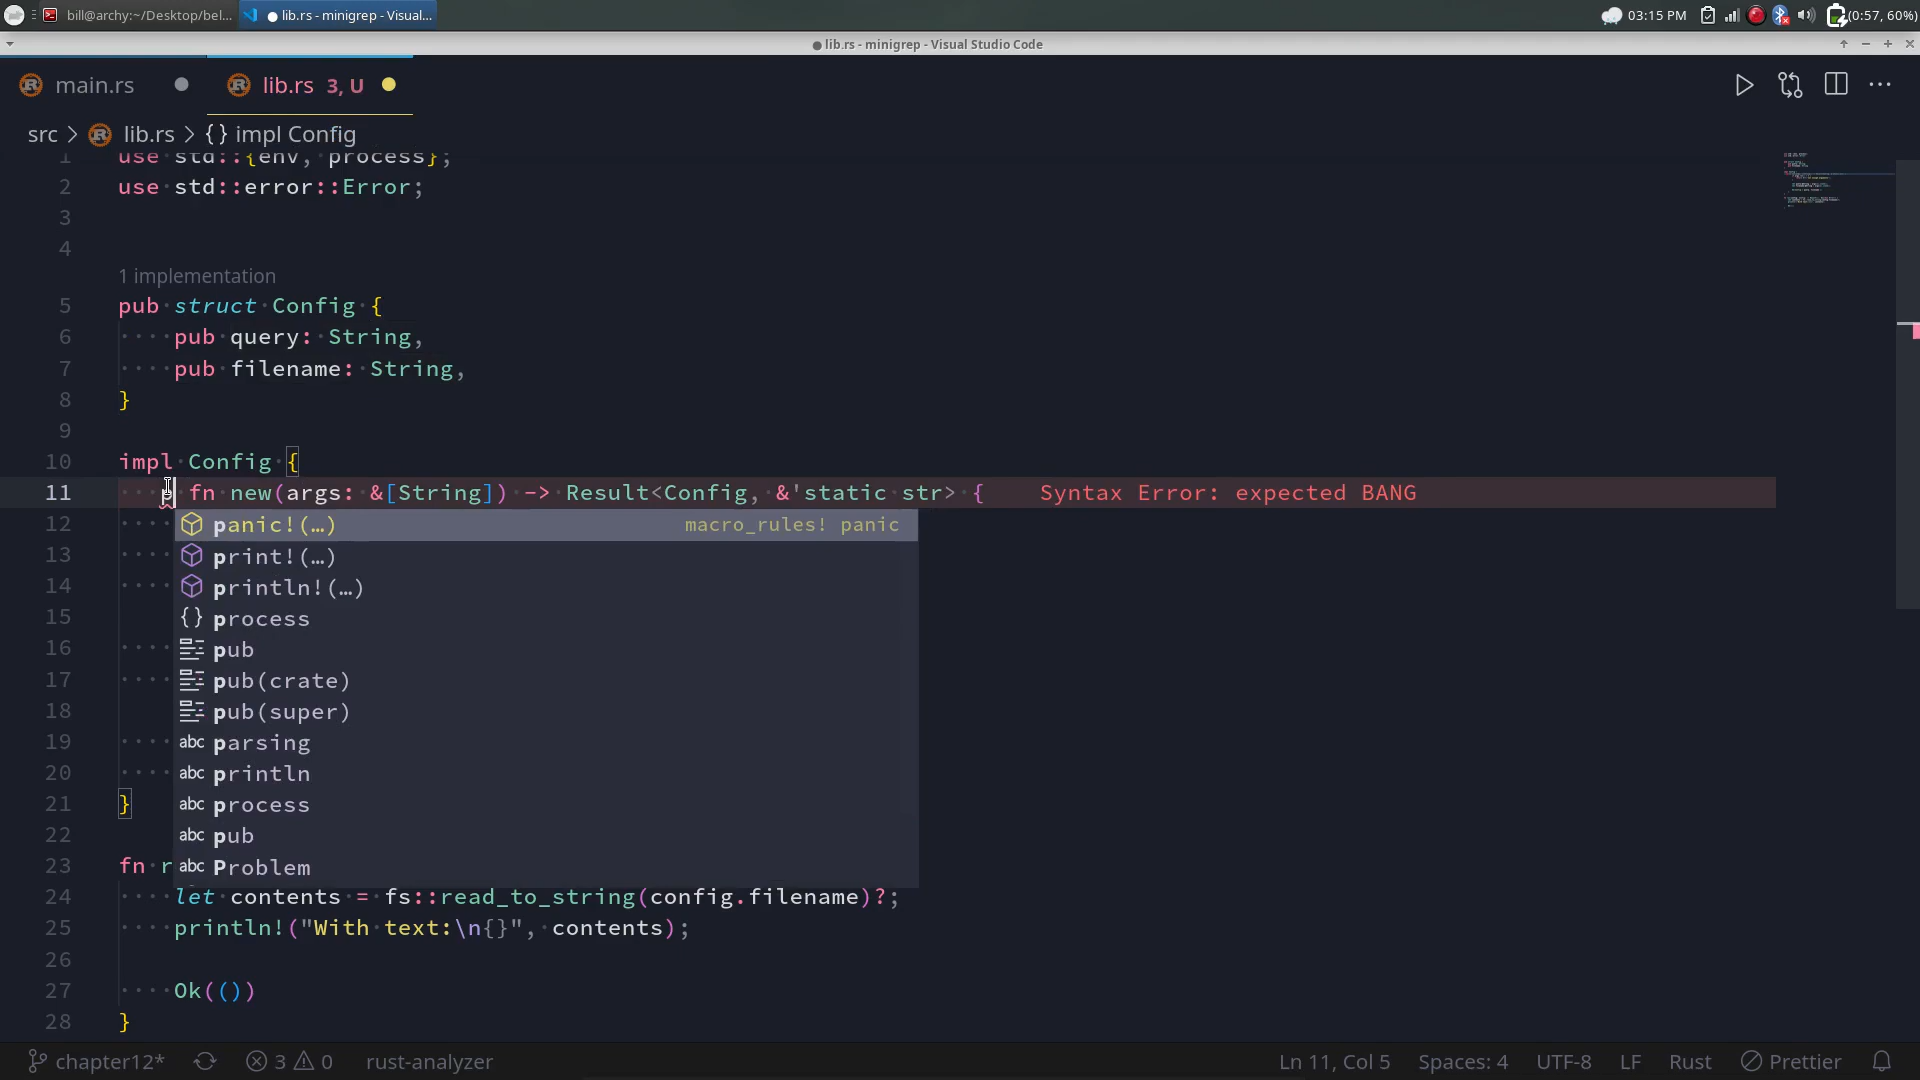 bill@archy:~/Desktop/bel...
lib.rs - minigrep - Visual...
03:15 PM
(0:57, 60%)
lib.rs - minigrep - Visual Studio Code
main.rs
lib.rs 3, U
src > lib.rs > {} impl Config
1 use std::{env, process};
2 use std::error::Error;
3
4
1 implementation
5 pub struct Config {
6 pub query: String,
7 pub filename: String,
8 }
9
10 impl Config {
11 p fn new(args: &[String]) -> Result<Config, &'static str> { Syntax Error: expected BANG
12 panic!(…) macro_rules! panic
13 print!(…)
14 println!(…)
15 {} process
16 pub
17 pub(crate)
18 pub(super)
19 abc parsing
20 abc println
21 } abc process
22 abc pub
23 fn r abc Problem
24 let contents = fs::read_to_string(config.filename)?;
25 println!("With text:\n{}", contents);
26
27 Ok(())
28 }
chapter12* 3 0 rust-analyzer Ln 11, Col 5 Spaces: 4 UTF-8 LF Rust Prettier